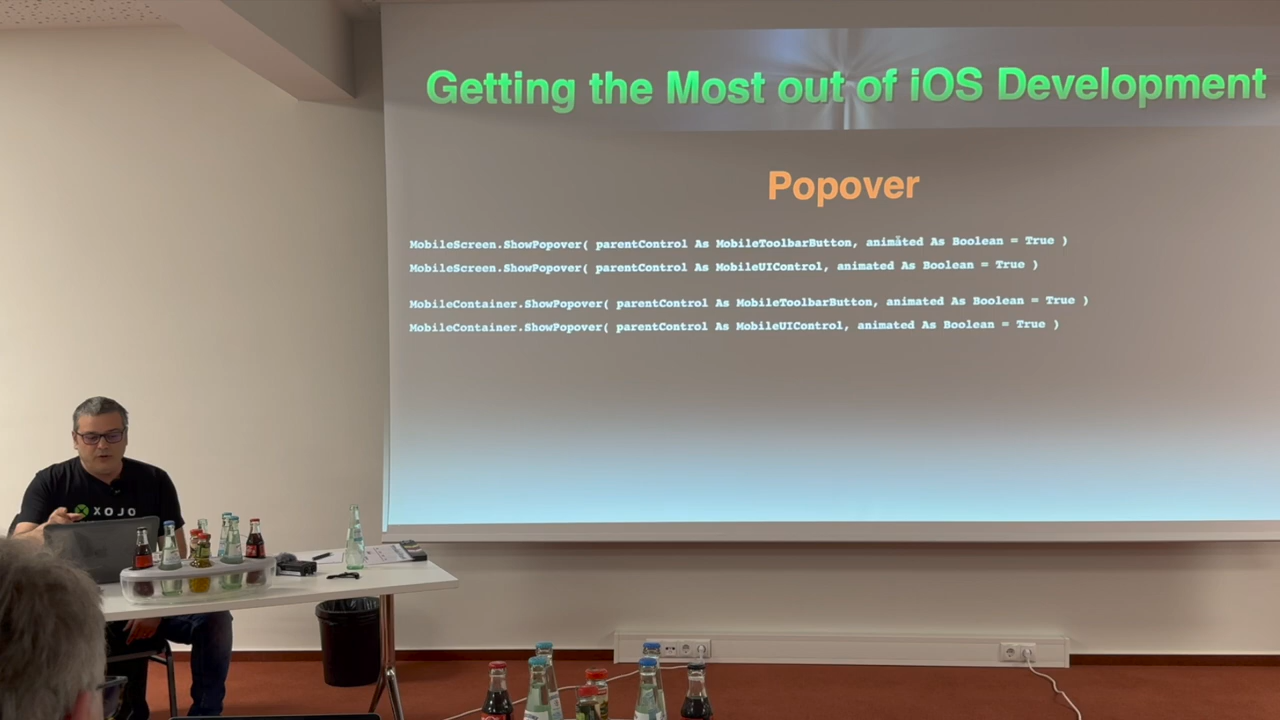 Getting the Most out of iOS Development
Popover
MobileScreen.ShowPopover( parentControl As MobileToolbarButton, animated As Boolean = True )
MobileScreen.ShowPopover( parentControl As MobileUIControl, animated As Boolean = True )
MobileContainer.ShowPopover( parentControl As MobileToolbarButton, animated As Boolean = True )
MobileContainer.ShowPopover( parentControl As MobileUIControl, animated As Boolean = True )
XOJO